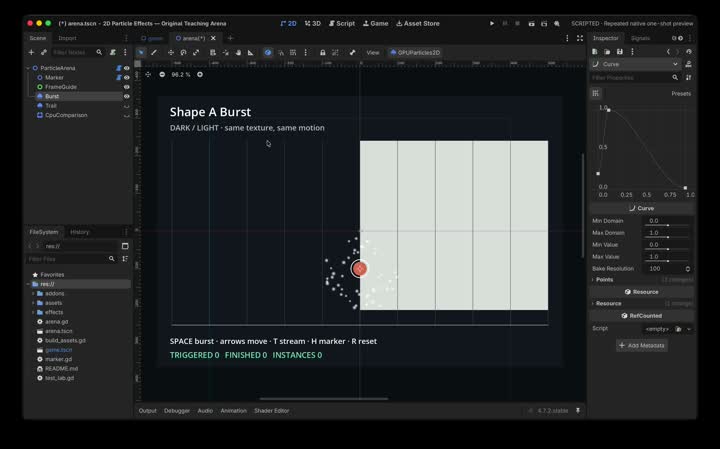 (*) arena.tscn - 2D Particle Effects — Original Teaching Arena
2D 3D Script Game Asset Store
SCRIPTED · Repeated native one-shot preview
Scene Import
Filter Nodes
ParticleArena
Marker
FrameGuide
Burst
Trail
CpuComparison
FileSystem History
res://
Filter Files
Favorites
res://
addons
assets
effects
arena.gd
arena.tscn
build_assets.gd
game.tscn
marker.gd
README.md
test_lab.gd
arena(*)
View GPUParticles2D
96.2 %
Shape A Burst
DARK / LIGHT · same texture, same motion
SPACE burst · arrows move · T stream · H marker · R reset
TRIGGERED 0 FINISHED 0 INSTANCES 0
Output Debugger Audio Animation Shader Editor
4.7.2.stable
Inspector Signals
Curve
Filter Properties
Presets
1.0
0.5
0.0
0.0 0.25 0.5 0.75 1.0
Curve
Min Domain 0.0
Max Domain 1.0
Min Value 0.0
Max Value 1.0
Bake Resolution 100
Points
Resource
Resource (1 change)
RefCounted
Script <empty>
Add Metadata